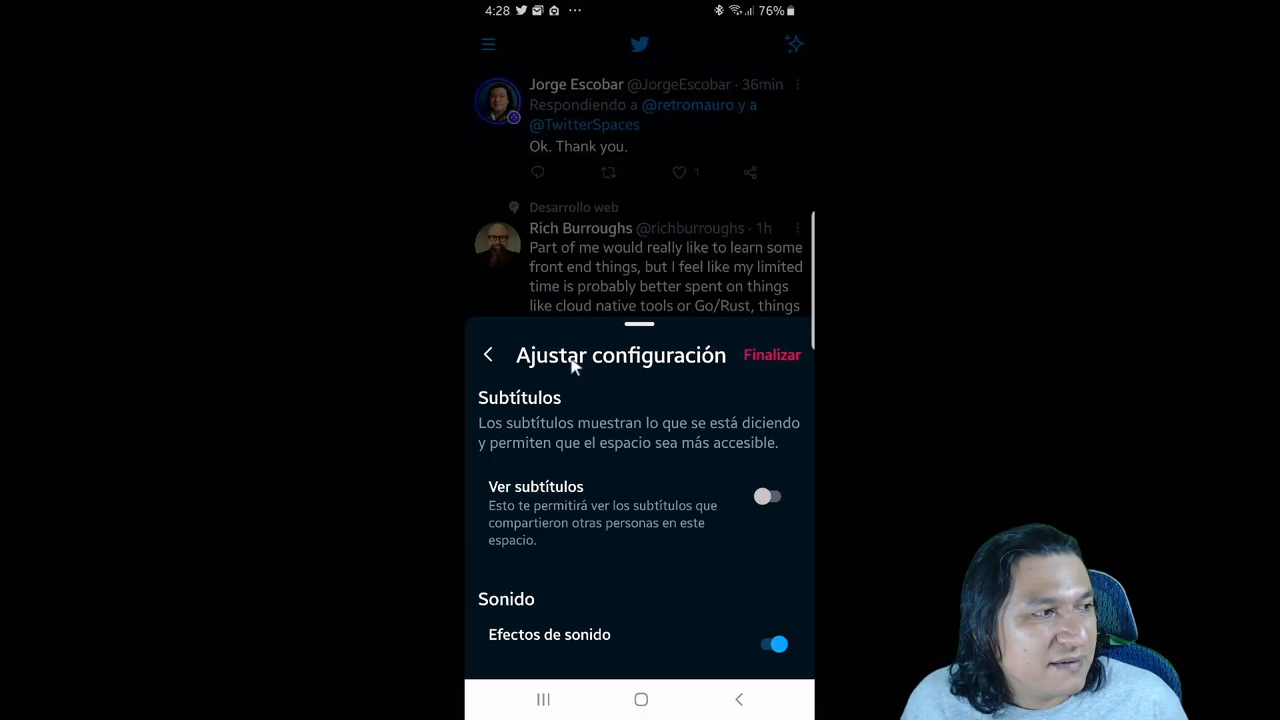 4:28 ... 76%
Jorge Escobar @JorgeEscobar · 36min
Respondiendo a @retromauro y a
@TwitterSpaces
Ok. Thank you.
1
Desarrollo web
Rich Burroughs @richburroughs · 1h
Part of me would really like to learn some
front end things, but I feel like my limited
time is probably better spent on things
like cloud native tools or Go/Rust, things
Ajustar configuración Finalizar
Subtítulos
Los subtítulos muestran lo que se está diciendo
y permiten que el espacio sea más accesible.
Ver subtítulos
Esto te permitirá ver los subtítulos que
compartieron otras personas en este
espacio.
Sonido
Efectos de sonido